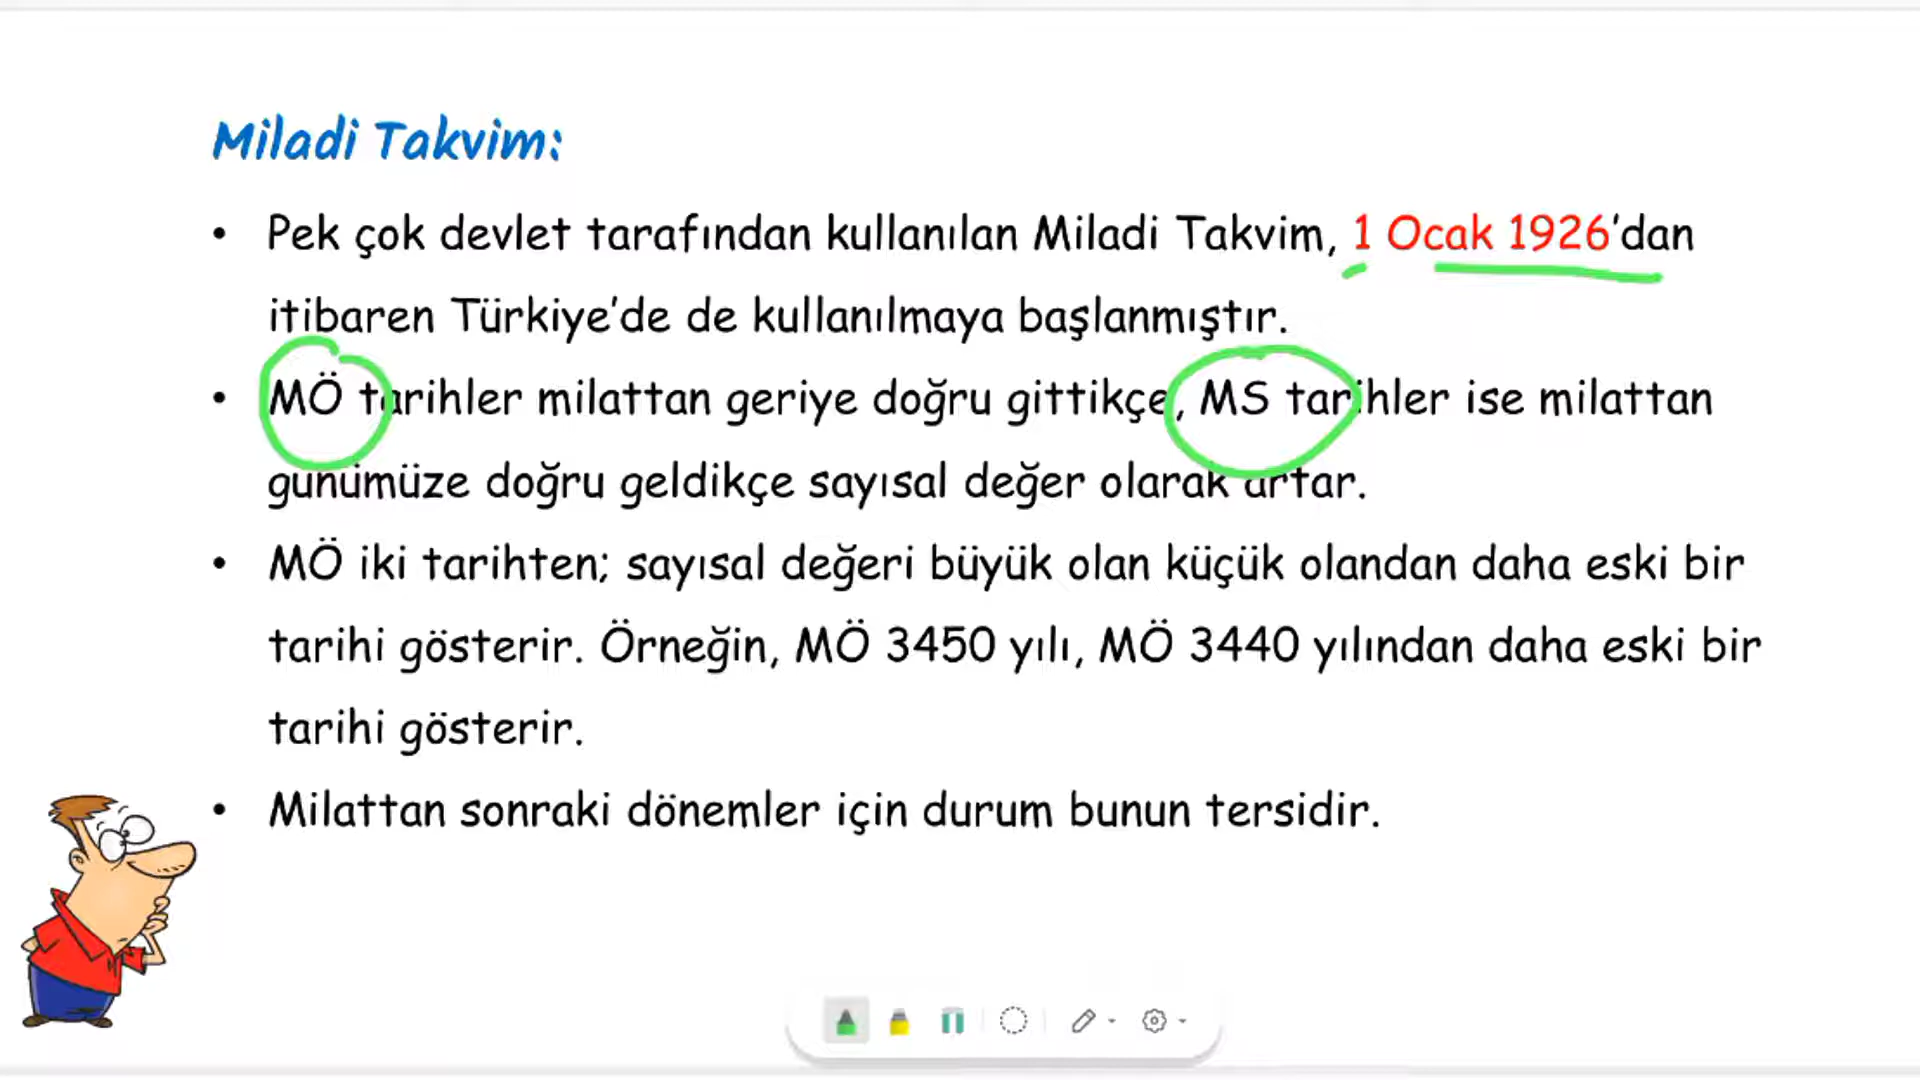 Miladi Takvim:
• Pek çok devlet tarafından kullanılan Miladi Takvim, 1 Ocak 1926’dan
itibaren Türkiye’de de kullanılmaya başlanmıştır.
• MÖ tarihler milattan geriye doğru gittikçe, MS tarihler ise milattan
günümüze doğru geldikçe sayısal değer olarak artar.
• MÖ iki tarihten; sayısal değeri büyük olan küçük olandan daha eski bir
tarihi gösterir. Örneğin, MÖ 3450 yılı, MÖ 3440 yılından daha eski bir
tarihi gösterir.
• Milattan sonraki dönemler için durum bunun tersidir.